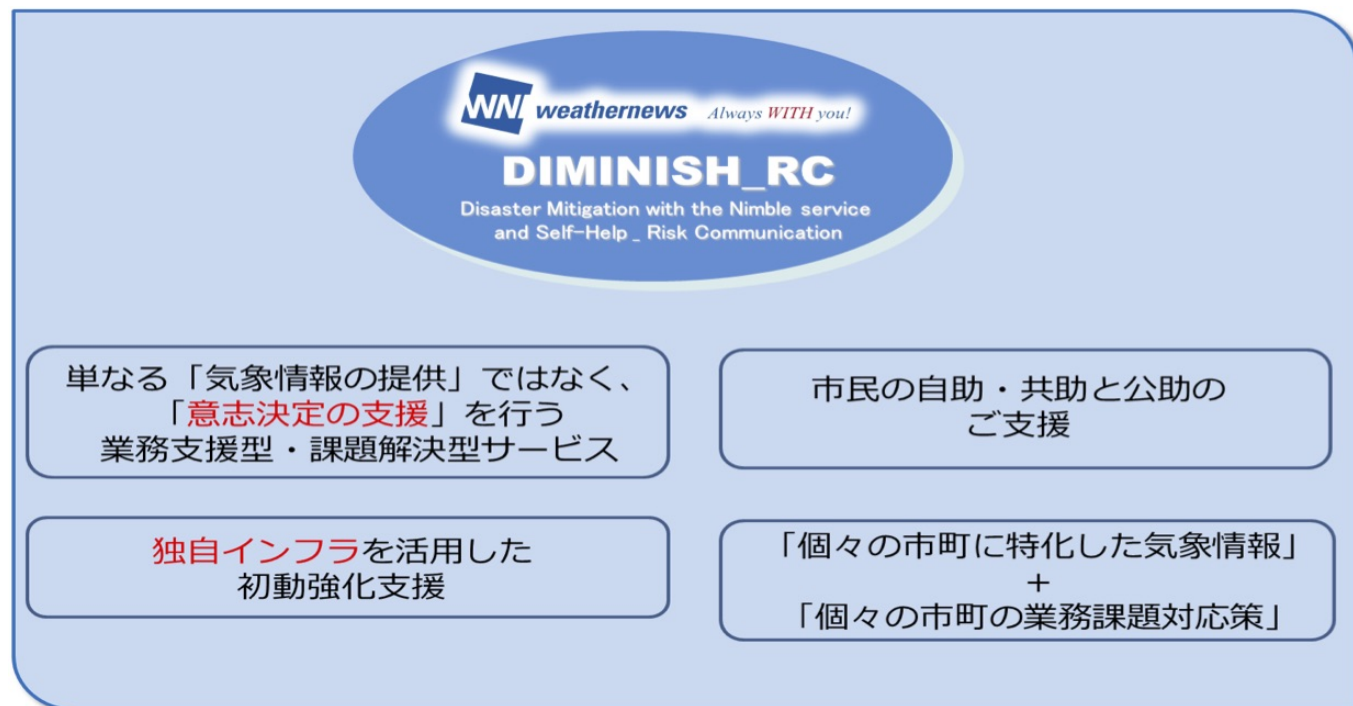 WNI weathernews Always WITH you!
DIMINISH_RC
Disaster Mitigation with the Nimble service
and Self-Help _ Risk Communication
単なる「気象情報の提供」ではなく、
「意志決定の支援」を行う
業務支援型・課題解決型サービス
市民の自助・共助と公助の
ご支援
独自インフラを活用した
初動強化支援
「個々の市町に特化した気象情報」
+
「個々の市町の業務課題対応策」